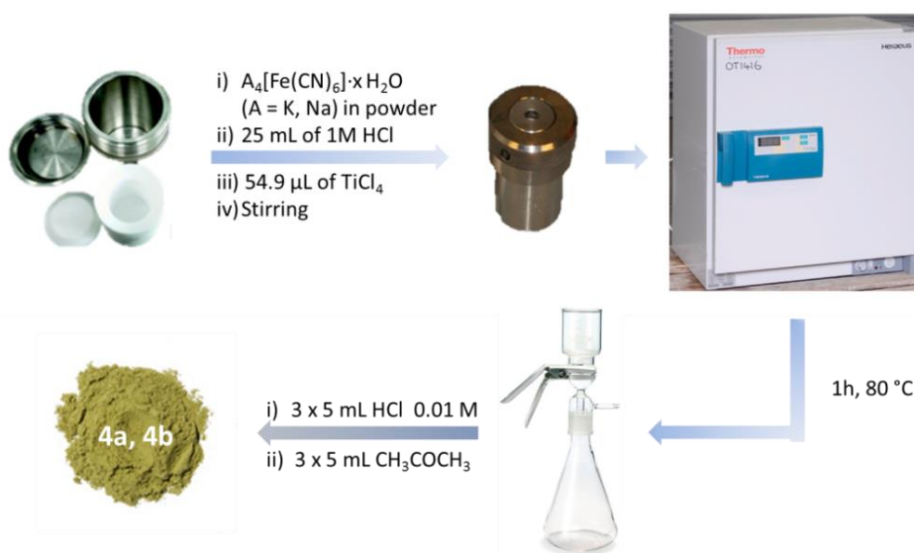 i) A₄[Fe(CN)₆]·x H₂O
(A = K, Na) in powder
ii) 25 mL of 1M HCl
iii) 54.9 µL of TiCl₄
iv) Stirring
Thermo
OT1416
Heraeus
1h, 80 °C
4a, 4b
i) 3 x 5 mL HCl 0.01 M
ii) 3 x 5 mL CH₃COCH₃